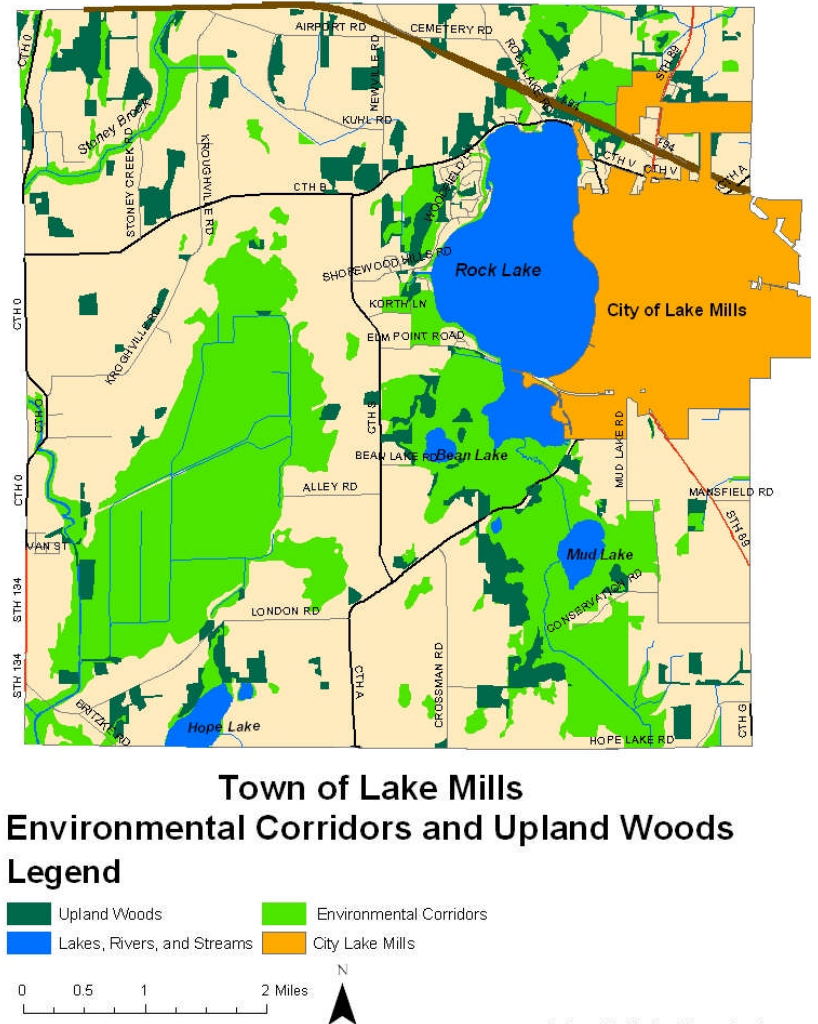 CTH O
AIRPORT RD
CEMETERY RD
ROCK LAKE RD
STH 89
NEWVILLE RD
I-94
Stoney Brook
KUHL RD
STONEY CREEK RD
KROUGHVILLE RD
I-94
CTH V
CTH V
CTH A
CTH B
SHOREWOOD HILLS RD
Rock Lake
KORTH LN
City of Lake Mills
CTH O
KROGHVILLE RD
ELM POINT ROAD
CTH O
CTH S
MUD LAKE RD
BEAN LAKE RD
Bean Lake
CTH O
ALLEY RD
MANSFIELD RD
STH 89
VAN ST
Mud Lake
STH 134
CONSERVATION RD
LONDON RD
STH 134
CTH A
CROSSMAN RD
BRITZKE RD
Hope Lake
HOPE LAKE RD
CTH G
Town of Lake Mills
Environmental Corridors and Upland Woods
Legend
Upland Woods
Environmental Corridors
Lakes, Rivers, and Streams
City Lake Mills
N
0 0.5 1 2 Miles